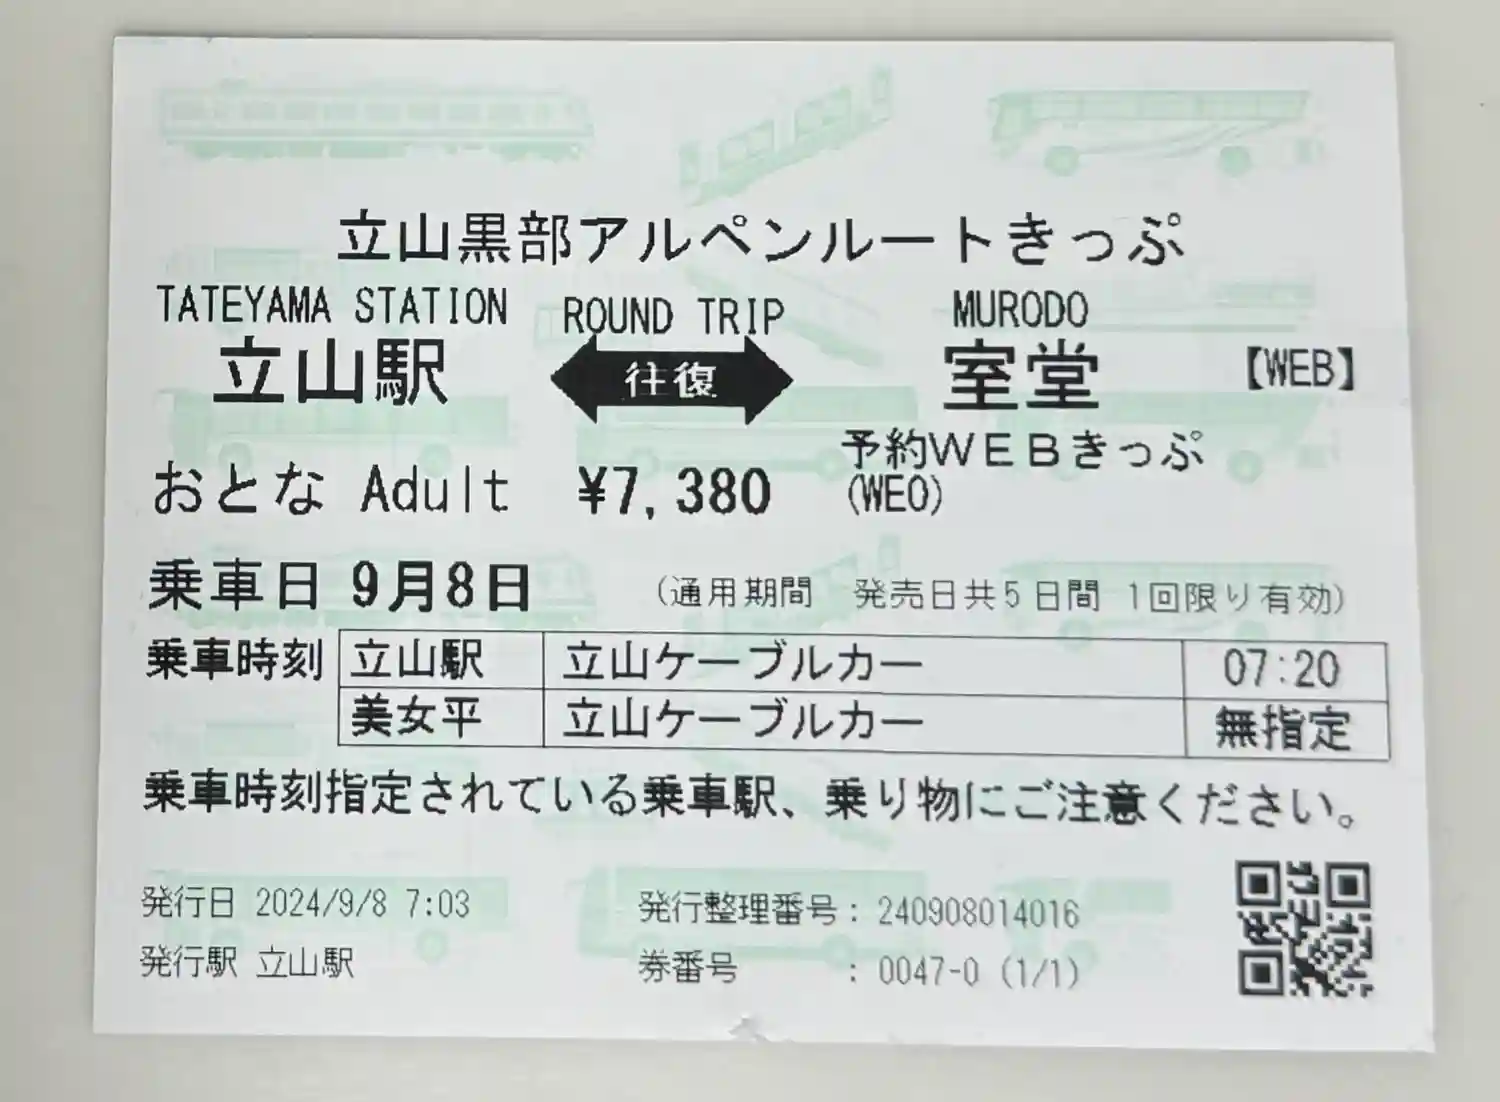 立山黒部アルペンルートきっぷ
TATEYAMA STATION ROUND TRIP MURODO
立山駅 往復 室堂 【WEB】
予約WEBきっぷ
おとな Adult ¥7,380 (WEO)
乗車日 9月8日 (通用期間 発売日共5日間 1回限り有効)
乗車時刻 立山駅 立山ケーブルカー 07:20
美女平 立山ケーブルカー 無指定
乗車時刻指定されている乗車駅、乗り物にご注意ください。
発行日 2024/9/8 7:03 発行整理番号: 240908014016
発行駅 立山駅 券番号 : 0047-0 (1/1)